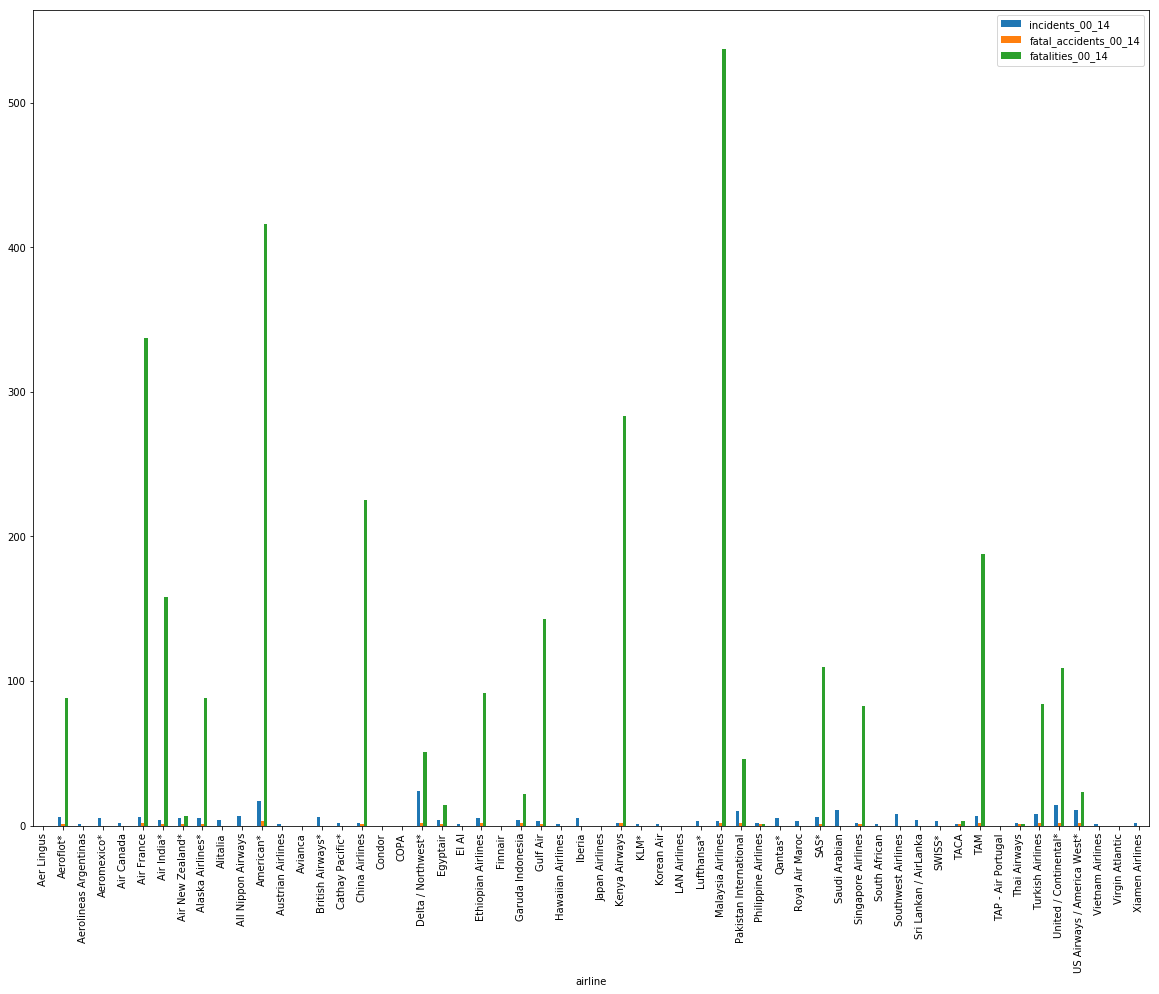 incidents_00_14
fatal_accidents_00_14
fatalities_00_14
500
400
300
200
100
0
Aer Lingus
Aeroflot*
Aerolineas Argentinas
Aeromexico*
Air Canada
Air France
Air India*
Air New Zealand*
Alaska Airlines*
Alitalia
All Nippon Airways
American*
Austrian Airlines
Avianca
British Airways*
Cathay Pacific*
China Airlines
Condor
COPA
Delta / Northwest*
Egyptair
El Al
Ethiopian Airlines
Finnair
Garuda Indonesia
Gulf Air
Hawaiian Airlines
Iberia
Japan Airlines
Kenya Airways
KLM*
Korean Air
LAN Airlines
Lufthansa*
Malaysia Airlines
Pakistan International
Philippine Airlines
Qantas*
Royal Air Maroc
SAS*
Saudi Arabian
Singapore Airlines
South African
Southwest Airlines
Sri Lankan / AirLanka
SWISS*
TACA
TAM
TAP - Air Portugal
Thai Airways
Turkish Airlines
United / Continental*
US Airways / America West*
Vietnam Airlines
Virgin Atlantic
Xiamen Airlines
airline